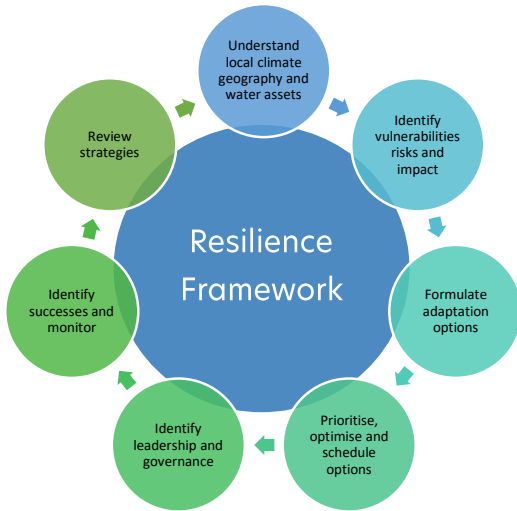 Understand
local climate
geography and
water assets
Identify
vulnerabilities
risks and
impact
Formulate
adaptation
options
Prioritise,
optimise and
schedule
options
Identify
leadership and
governance
Identify
successes and
monitor
Review
strategies
Resilience
Framework